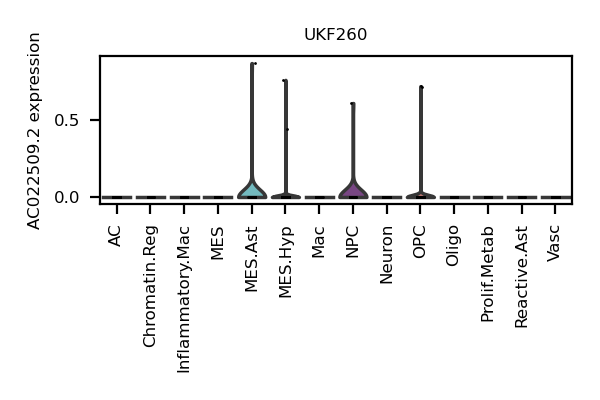 UKF260
AC022509.2 expression
0.5
0.0
AC
Chromatin.Reg
Inflammatory.Mac
MES
MES.Ast
MES.Hyp
Mac
NPC
Neuron
OPC
Oligo
Prolif.Metab
Reactive.Ast
Vasc